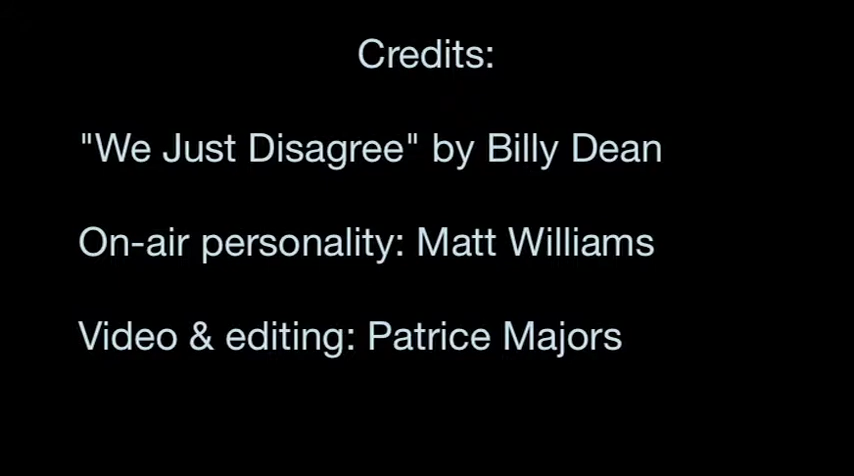 Credits:
"We Just Disagree" by Billy Dean
On-air personality: Matt Williams
Video & editing: Patrice Majors